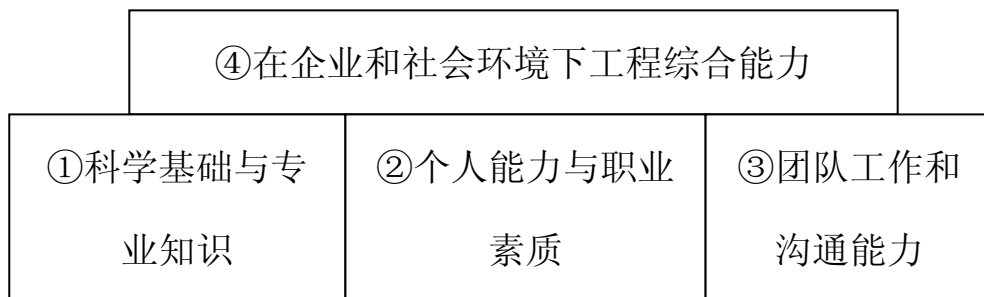 ④在企业和社会环境下工程综合能力
①科学基础与专
业知识
②个人能力与职业
素质
③团队工作和
沟通能力